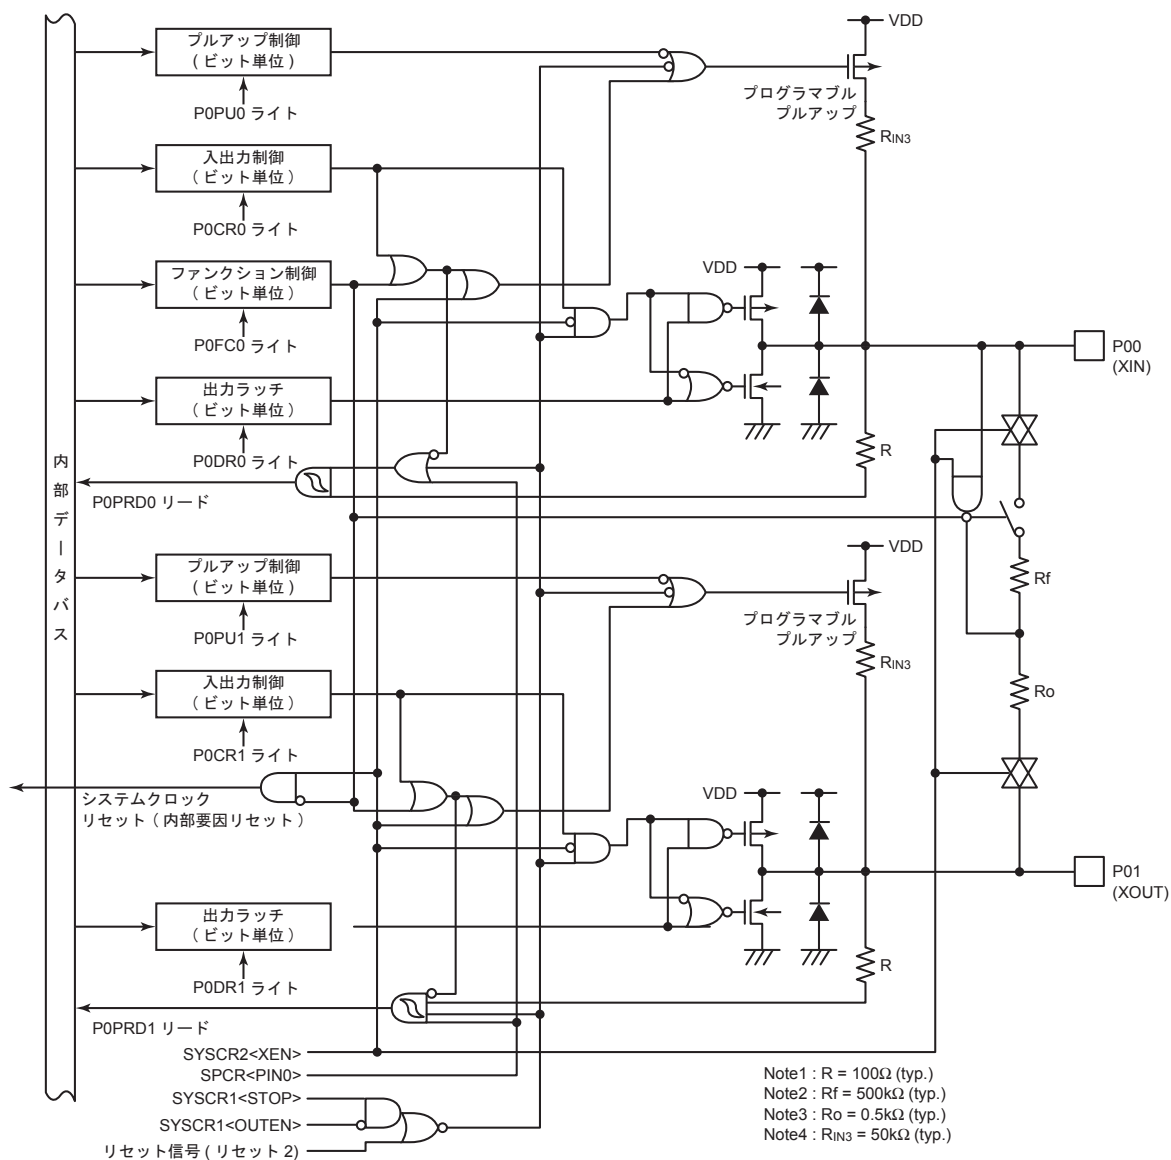 VDD
プルアップ制御
( ビット単位 )
P0PU0 ライト
プログラマブル
プルアップ
RIN3
入出力制御
( ビット単位 )
P0CR0 ライト
ファンクション制御
( ビット単位 )
P0FC0 ライト
VDD
P00
(XIN)
出力ラッチ
( ビット単位 )
P0DR0 ライト
R
内部データバス
P0PRD0 リード
VDD
プルアップ制御
( ビット単位 )
P0PU1 ライト
プログラマブル
プルアップ
Rf
RIN3
Ro
入出力制御
( ビット単位 )
P0CR1 ライト
システムクロック
リセット ( 内部要因リセット )
VDD
P01
(XOUT)
出力ラッチ
( ビット単位 )
P0DR1 ライト
R
P0PRD1 リード
SYSCR2<XEN>
SPCR<PIN0>
SYSCR1<STOP>
SYSCR1<OUTEN>
リセット信号 ( リセット 2)
Note1 : R = 100Ω (typ.)
Note2 : Rf = 500kΩ (typ.)
Note3 : Ro = 0.5kΩ (typ.)
Note4 : RIN3 = 50kΩ (typ.)